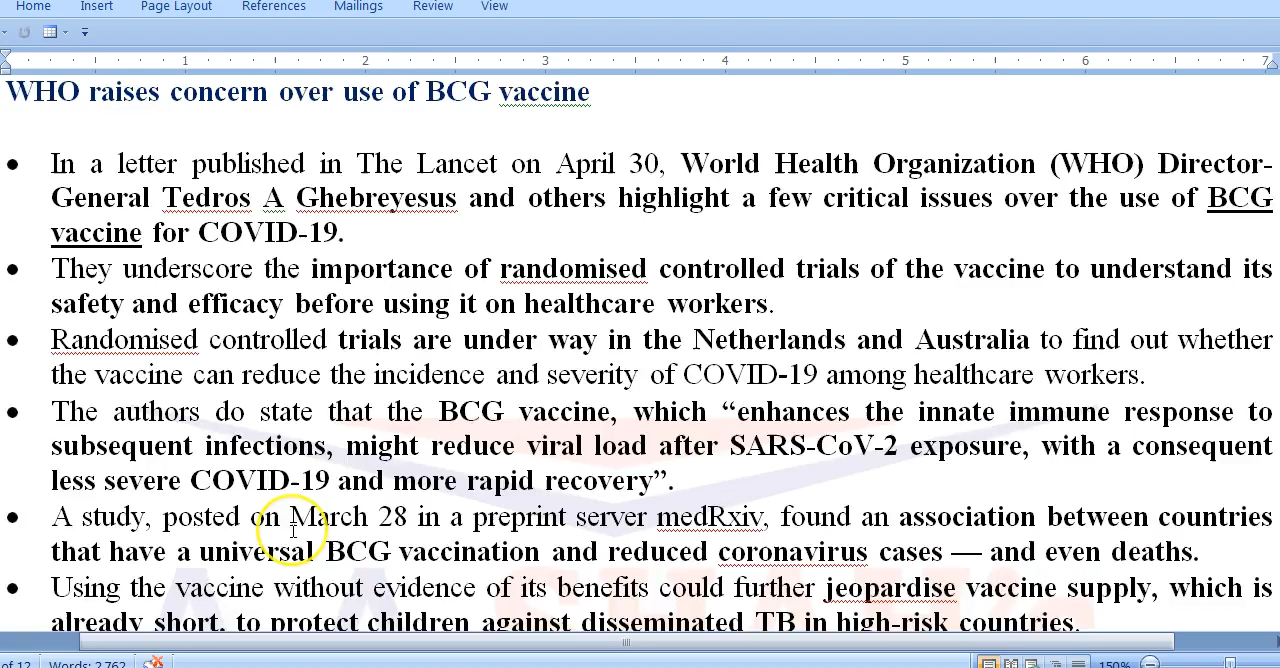 Home Insert Page Layout References Mailings Review View
1 2 3 4 5 6 7
WHO raises concern over use of BCG vaccine
• In a letter published in The Lancet on April 30, World Health Organization (WHO) Director-
General Tedros A Ghebreyesus and others highlight a few critical issues over the use of BCG
vaccine for COVID-19.
• They underscore the importance of randomised controlled trials of the vaccine to understand its
safety and efficacy before using it on healthcare workers.
• Randomised controlled trials are under way in the Netherlands and Australia to find out whether
the vaccine can reduce the incidence and severity of COVID-19 among healthcare workers.
• The authors do state that the BCG vaccine, which “enhances the innate immune response to
subsequent infections, might reduce viral load after SARS-CoV-2 exposure, with a consequent
less severe COVID-19 and more rapid recovery”.
• A study, posted on March 28 in a preprint server medRxiv, found an association between countries
that have a universal BCG vaccination and reduced coronavirus cases — and even deaths.
• Using the vaccine without evidence of its benefits could further jeopardise vaccine supply, which is
already short, to protect children against disseminated TB in high-risk countries.
of 12 Words: 2,762 150%